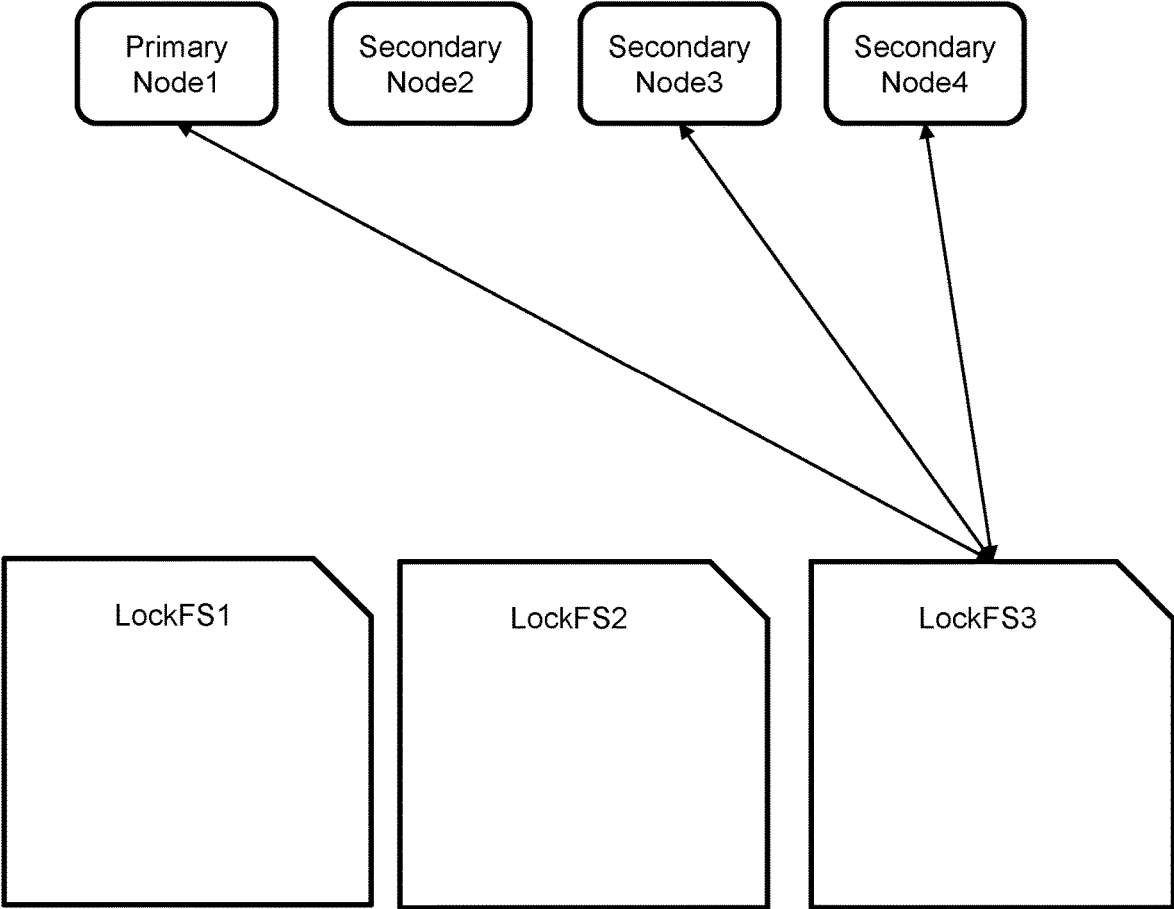 Primary
Node1
Secondary
Node2
Secondary
Node3
Secondary
Node4
LockFS1
LockFS2
LockFS3